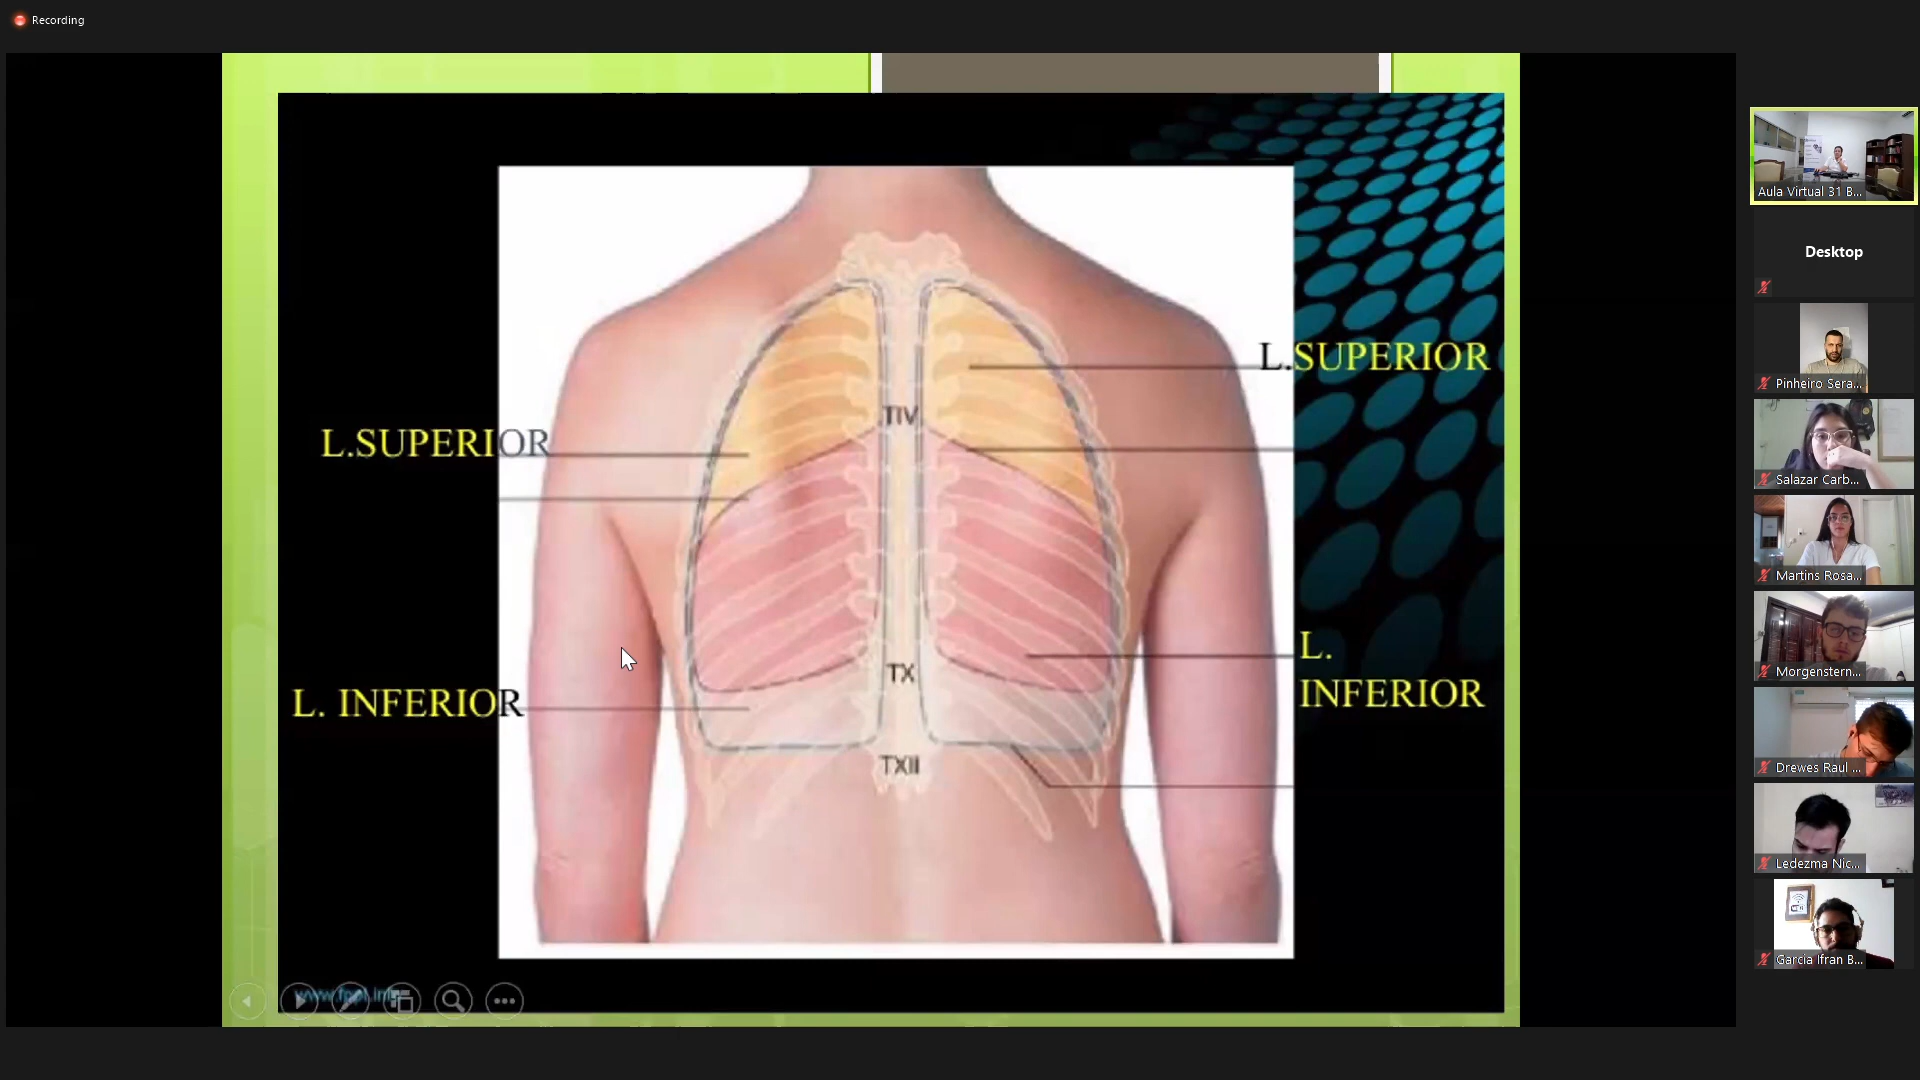 Recording
L.SUPERIOR
TIV
L.SUPERIOR
L.
INFERIOR
TX
L. INFERIOR
TXII
Aula Virtual 31 B...
Desktop
Pinheiro Sera...
Salazar Carb...
Martins Rosa...
Morgenstern...
Drewes Raul ...
Ledezma Nic...
Garcia Ifran B...